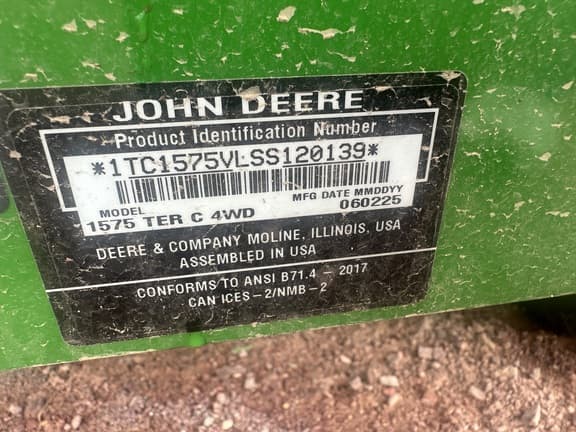 JOHN DEERE
Product Identification Number
*1TC1575VLSS120139*
MODEL MFG DATE MMDDYY
1575 TER C 4WD 060225
DEERE & COMPANY MOLINE, ILLINOIS, USA
ASSEMBLED IN USA
CONFORMS TO ANSI B71.4 - 2017
CAN ICES-2/NMB-2